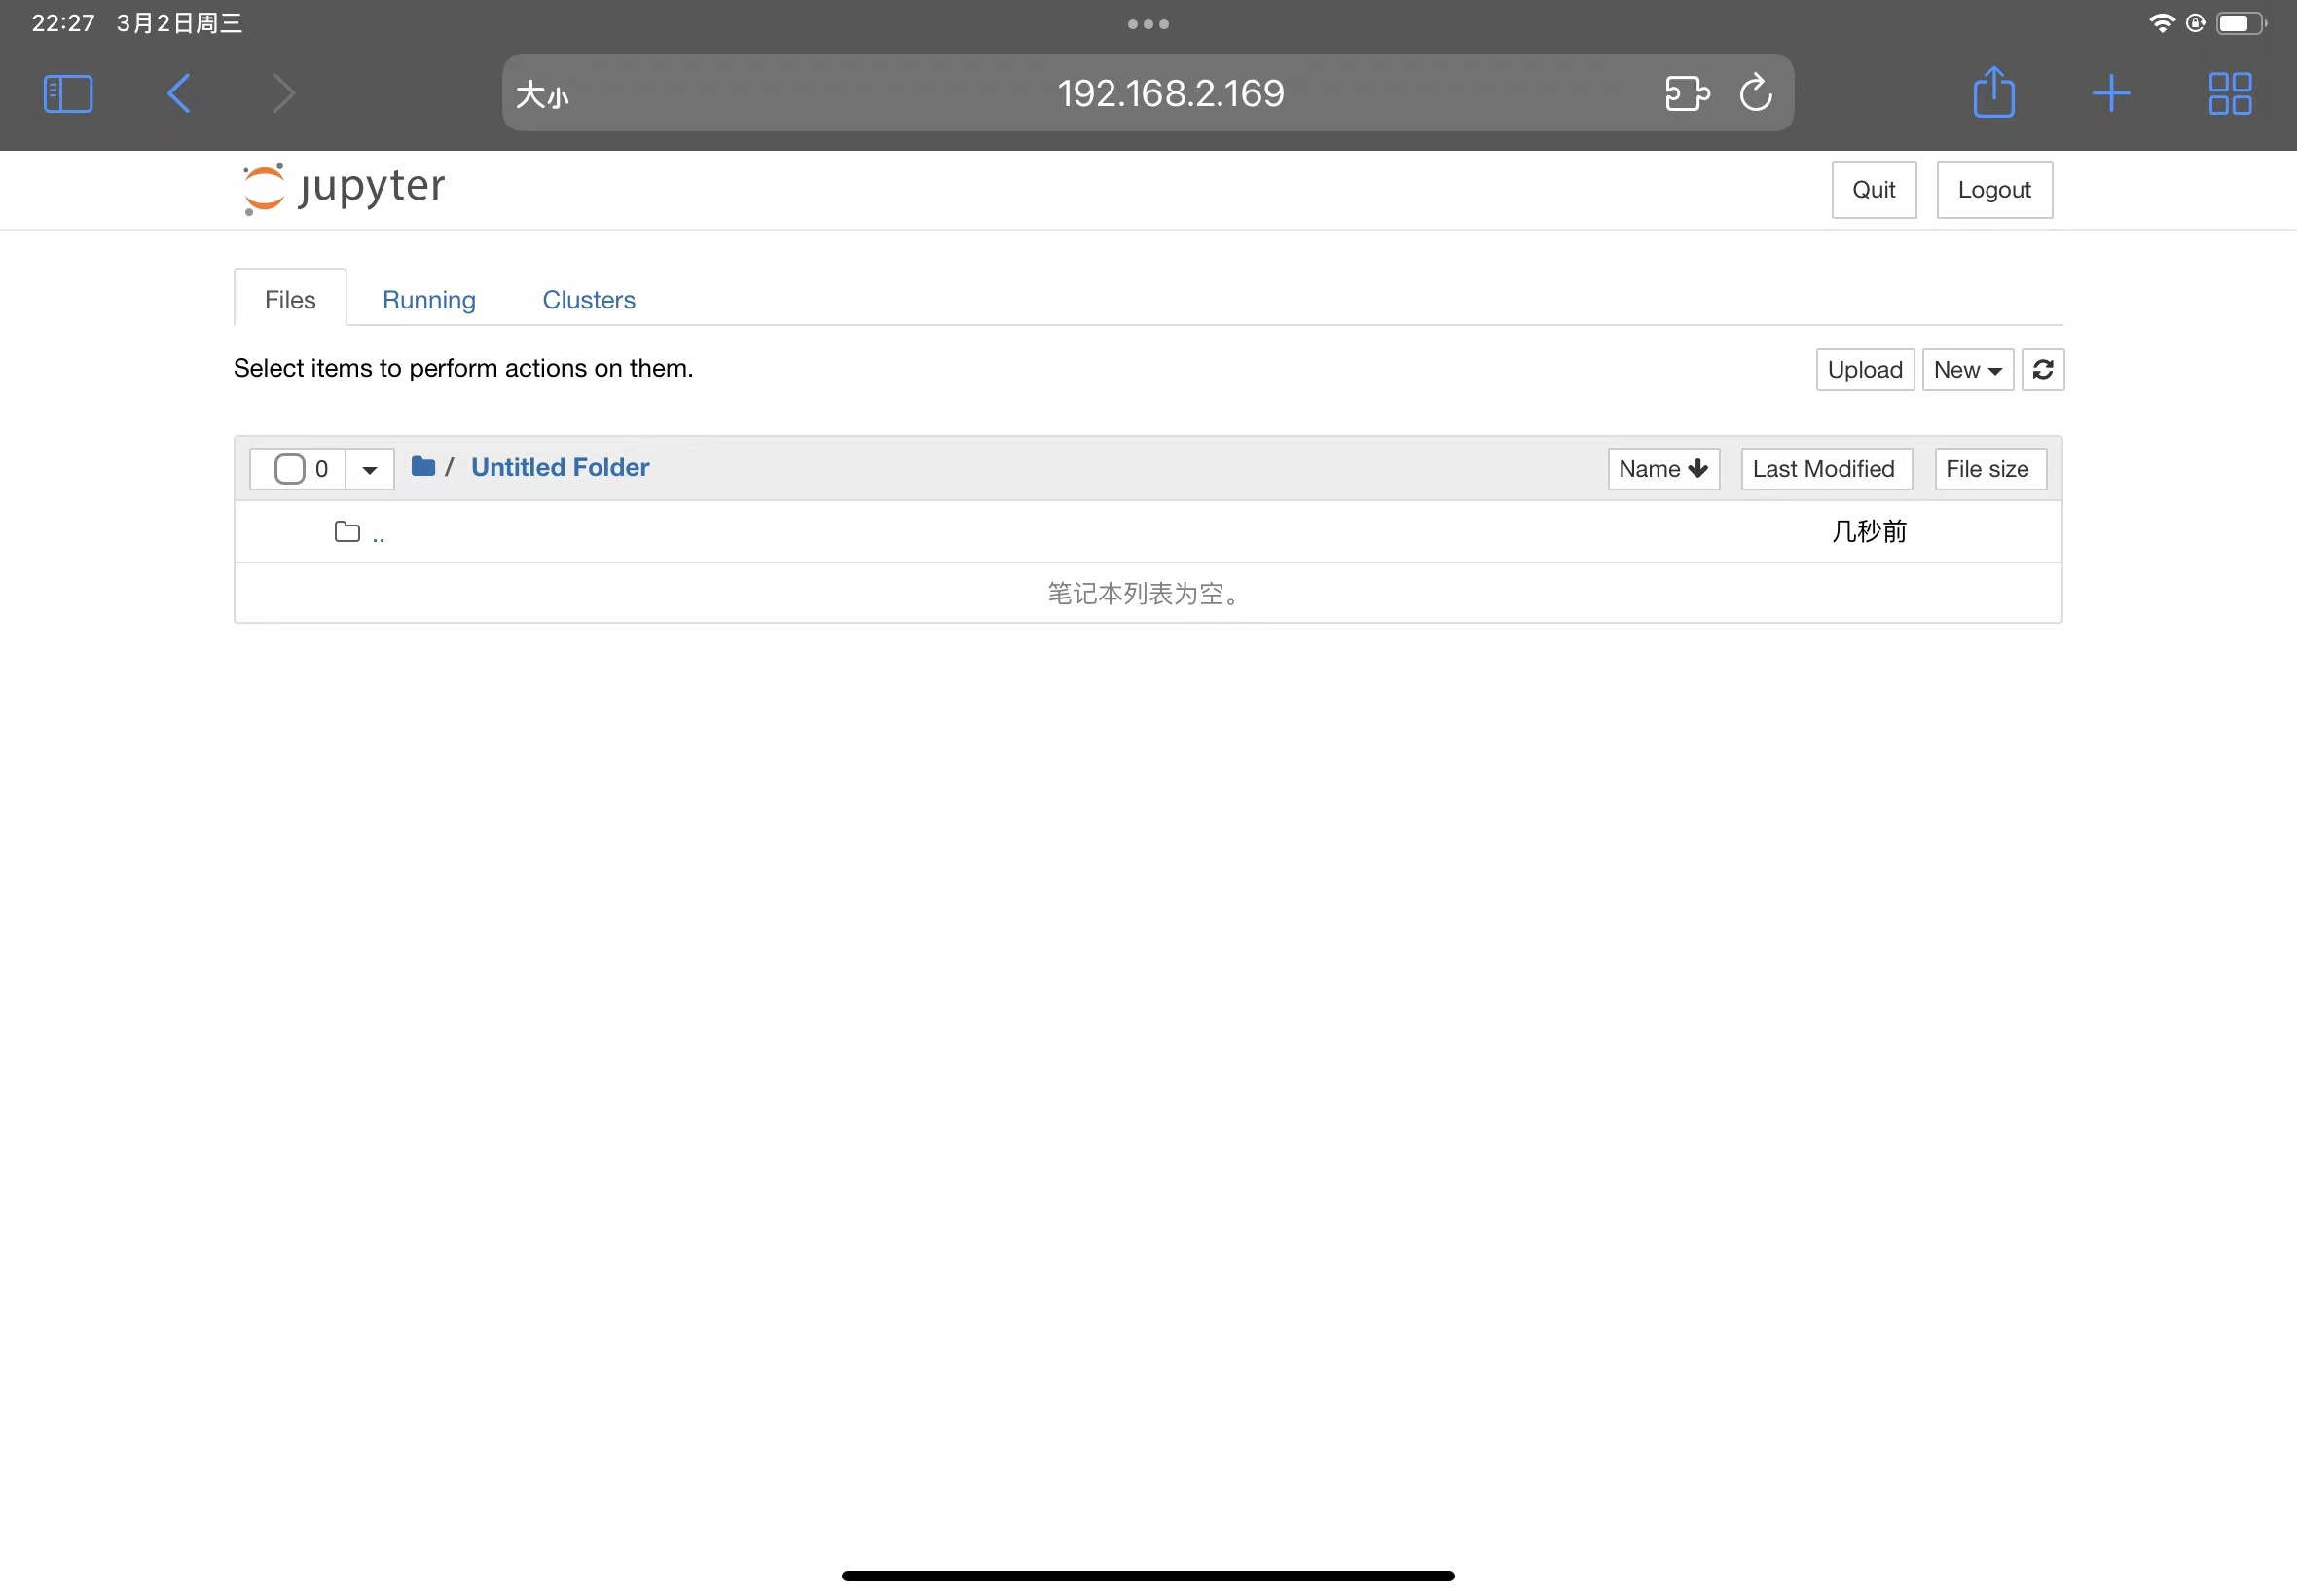 22:27 3月2日周三
大小 192.168.2.169
jupyter Quit Logout
Files Running Clusters
Select items to perform actions on them. Upload New
0 / Untitled Folder Name Last Modified File size
.. 几秒前
笔记本列表为空。